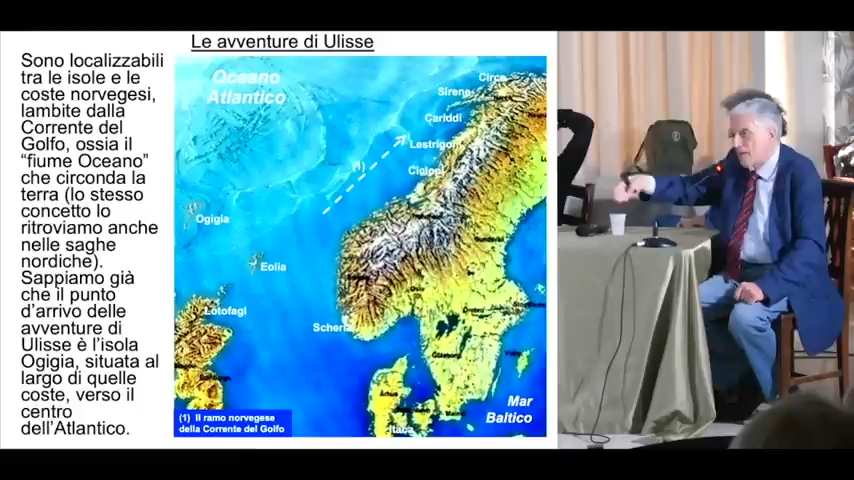 Le avventure di Ulisse
Sono localizzabili
tra le isole e le
coste norvegesi,
lambite dalla
Corrente del
Golfo, ossia il
“fiume Oceano”
che circonda la
terra (lo stesso
concetto lo
ritroviamo anche
nelle saghe
nordiche).
Sappiamo già
che il punto
d’arrivo delle
avventure di
Ulisse è l’isola
Ogigia, situata al
largo di quelle
coste, verso il
centro
dell’Atlantico.
Oceano
Atlantico
Circe
Sirene
Cariddi
Lestrigoni
(1)
Ciclopi
Ogigia
Eolia
Lotofagi
Scheria
Mar
Baltico
Itaca
(1) Il ramo norvegese
della Corrente del Golfo